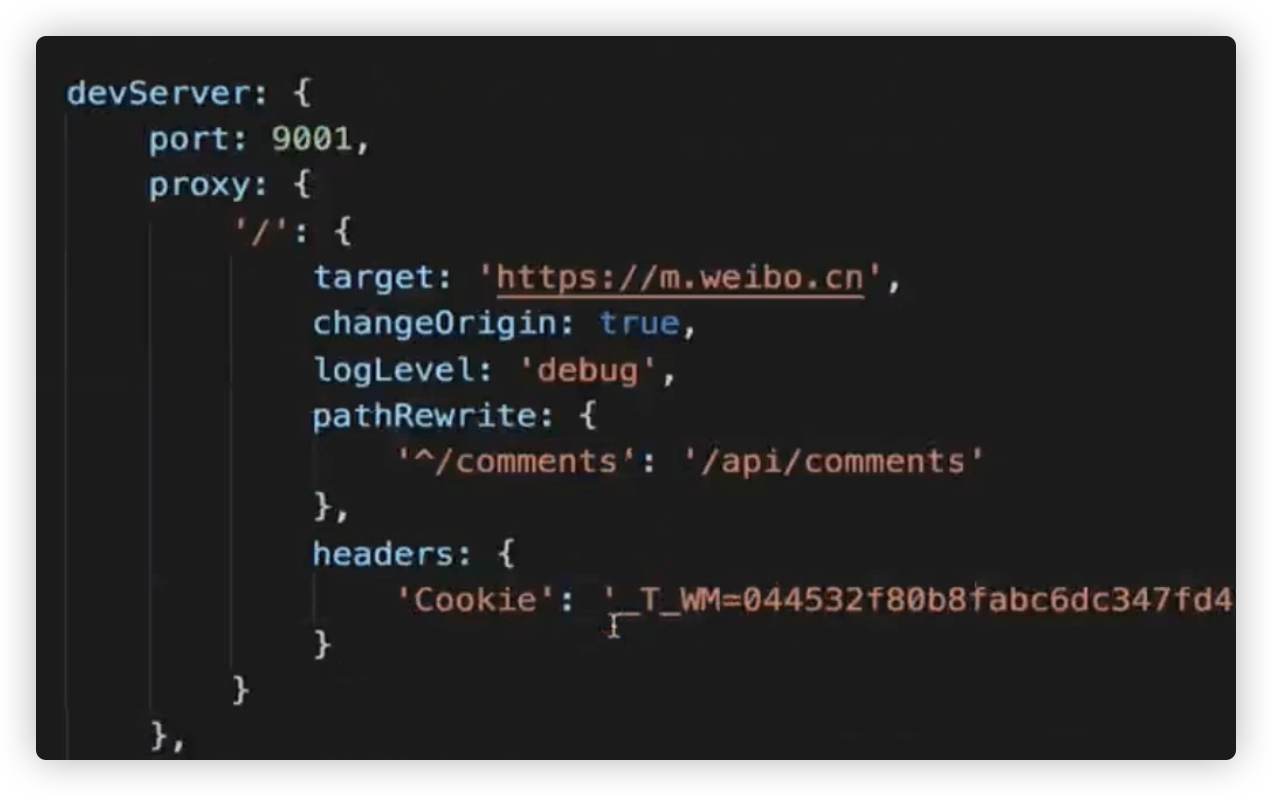 devServer: {
port: 9001,
proxy: {
'/': {
target: 'https://m.weibo.cn',
changeOrigin: true,
logLevel: 'debug',
pathRewrite: {
'^/comments': '/api/comments'
},
headers: {
'Cookie': '_T_WM=044532f80b8fabc6dc347fd4
}
}
},